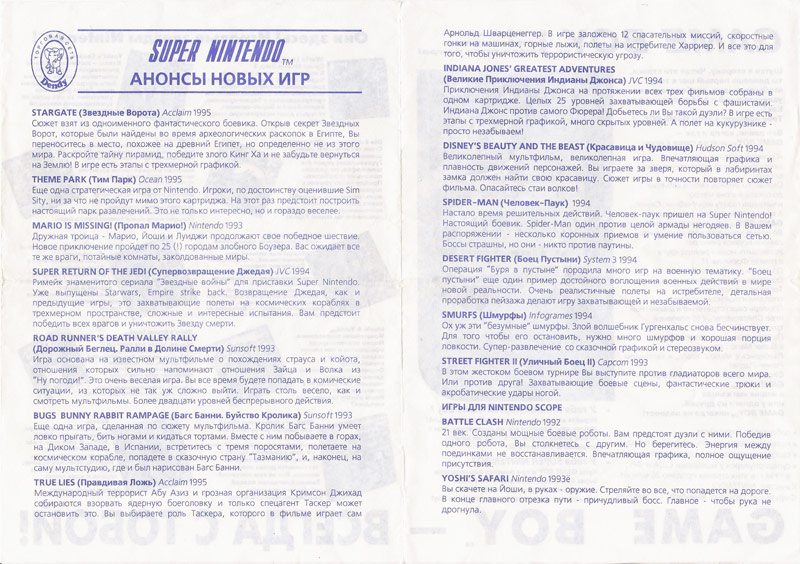 ТОРГОВАЯ СЕТЬ
Dendy
SUPER NINTENDO TM
АНОНСЫ НОВЫХ ИГР
STARGATE (Звездные Ворота) Acclaim 1995
Сюжет взят из одноименного фантастического боевика. Открыв секрет Звездных
Ворот, которые были найдены во время археологических раскопок в Египте, Вы
переноситесь в место, похожее на древний Египет, но определенно не из этого
мира. Раскройте тайну пирамид, победите злого Кинг Ха и не забудьте вернуться
на Землю! В игре есть этапы с трехмерной графикой.
THEME PARK (Тим Парк) Ocean 1995
Еще одна стратегическая игра от Nintendo. Игроки, по достоинству оценившие Sim
Sity, ни за что не пройдут мимо этого картриджа. На этот раз предстоит построить
настоящий парк развлечений. Это не только интересно, но и гораздо веселее.
MARIO IS MISSING! (Пропал Марио!) Nintendo 1993
Дружная троица - Марио, Йоши и Луиджи продолжают свое победное шествие.
Новое приключение пройдет по 25 (!) городам злобного Боузера. Вас ожидает все
те же враги, потайные комнаты, заколдованные миры.
SUPER RETURN OF THE JEDI (Супервозвращение Джедая) JVC 1994
Римейк знаменитого сериала "Звездные войны" для приставки Super Nintendo.
Уже выпущены Starwars, Empire strike back. Возвращение Джедая, как и
предыдущие игры, это захватывающие полеты на космических кораблях в
трехмерном пространстве, сложные и интересные испытания. Вам предстоит
победить всех врагов и уничтожить Звезду смерти.
ROAD RUNNER'S DEATH VALLEY RALLY
(Дорожный Беглец. Ралли в Долине Смерти) Sunsoft 1993
Игра основана на известном мультфильме о похождениях страуса и койота,
отношения которых сильно напоминают отношения Зайца и Волка из
"Ну погоди!". Это очень веселая игра. Вы все время будете попадать в комические
ситуации, из которых не так уж сложно выйти. Играть столь весело, как и
смотреть мультфильмы. Более двадцати уровней беспрерывного действия.
BUGS BUNNY RABBIT RAMPAGE (Багс Банни. Буйство Кролика) Sunsoft 1993
Еще одна игра, сделанная по сюжету мультфильма. Кролик Багс Банни умеет
ловко прыгать, бить ногами и кидаться тортами. Вместе с ним побываете в горах,
на Диком Западе, в Испании, встретитесь с тремя поросятами, полетаете на
космическом корабле, попадете в сказочную страну "Тазманию", и, наконец, на
саму мультстудию, где и был нарисован Багс Банни.
TRUE LIES (Правдивая Ложь) Acclaim 1995
Международный террорист Абу Азиз и грозная организация Кримсон Джихад
собираются взорвать ядерную боеголовку и только спецагент Таскер может
остановить это. Вы выбираете роль Таскера, которого в фильме играет сам
Арнольд Шварценеггер. В игре заложено 12 спасательных миссий, скоростные
гонки на машинах, горные лыжи, полеты на истребителе Харриер. И все это для
того, чтобы уничтожить террористическую угрозу.
INDIANA JONES' GREATEST ADVENTURES
(Великие Приключения Индианы Джонса) JVC 1994
Приключения Индианы Джонса на протяжении всех трех фильмов собраны в
одном картридже. Целых 25 уровней захватывающей борьбы с фашистами.
Индиана Джонс против самого Фюрера! Добьетесь ли Вы такой дуэли? В игре есть
этапы с трехмерной графикой, много скрытых уровней. А полет на кукурузнике -
просто незабываем!
DISNEY'S BEAUTY AND THE BEAST (Красавица и Чудовище) Hudson Soft 1994
Великолепный мультфильм, великолепная игра. Впечатляющая графика и
плавность движений персонажей. Вы играете за зверя, который в лабиринтах
замка должен найти свою красавицу. Сюжет игры в точности повторяет сюжет
фильма. Опасайтесь стаи волков!
SPIDER-MAN (Человек-Паук) 1994
Настало время решительных действий. Человек-паук пришел на Super Nintendo!
Настоящий боевик. Spider-Man один против целой армады негодяев. В Вашем
распоряжении - несколько коронных приемов и умение пользоваться сетью.
Боссы страшны, но они - никто против паутины.
DESERT FIGHTER (Боец Пустыни) System 3 1994
Операция "Буря в пустыне" породила много игр на военную тематику. "Боец
пустыни" еще один пример достойного воплощения военных действий в мире
новой реальности. Очень реалистичные полеты на истребителе, детальная
проработка пейзажа делают игру захватывающей и незабываемой.
SMURFS (Шмурфы) Infogrames 1994
Ох уж эти "безумные" шмурфы. Злой волшебник Гургенхальс снова бесчинствует.
Для того чтобы его остановить, нужно много шмурфов и хорошая порция
ловкости. Супер-развлечение со сказочной графикой и стереозвуком.
STREET FIGHTER II (Уличный Боец II) Capcom 1993
В этом жестоком боевом турнире Вы выступите против гладиаторов всего мира.
Или против друга! Захватывающие боевые сцены, фантастические трюки и
акробатические удары ногой.
ИГРЫ ДЛЯ NINTENDO SCOPE
BATTLE CLASH Nintendo 1992
21 век. Созданы мощные боевые роботы. Вам предстоят дуэли с ними. Победив
одного робота, Вы столкнетесь с другим. Но берегитесь. Энергия между
поединками не восстанавливается. Впечатляющая графика, полное ощущение
присутствия.
YOSHI'S SAFARI Nintendo 1993ё
Вы скачете на Йоши, в руках - оружие. Стреляйте во все, что попадется на дороге.
В конце главного отрезка пути - причудливый босс. Главное - чтобы рука не
дрогнула.